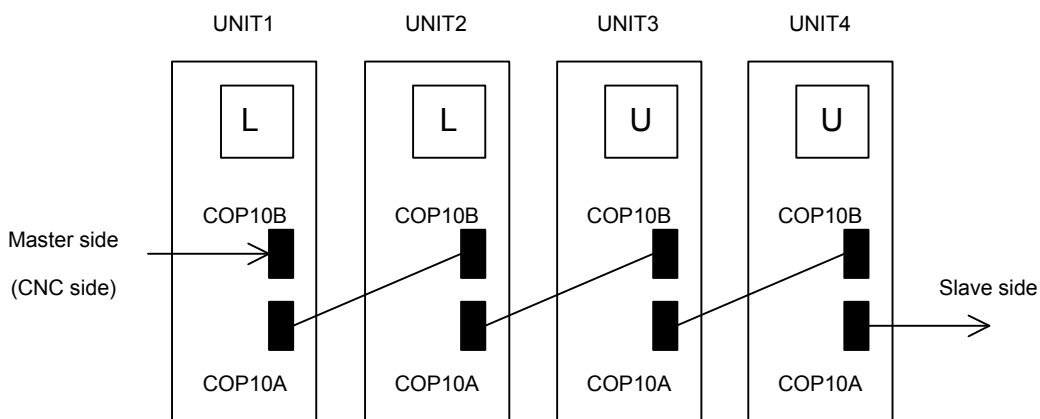 UNIT1 UNIT2 UNIT3 UNIT4
L L U U
COP10B COP10B COP10B COP10B
Master side
(CNC side)
Slave side
COP10A COP10A COP10A COP10A